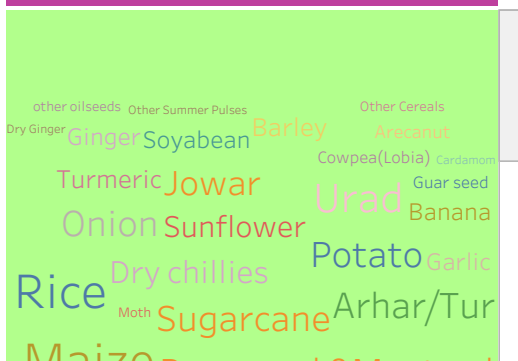 other oilseeds
Other Summer Pulses
Other Cereals
Dry Ginger
Ginger
Soyabean
Barley
Arecanut
Cowpea(Lobia)
Cardamom
Turmeric
Jowar
Urad
Guar seed
Banana
Onion
Sunflower
Potato
Garlic
Dry chillies
Rice
Moth
Sugarcane
Arhar/Tur
Maize